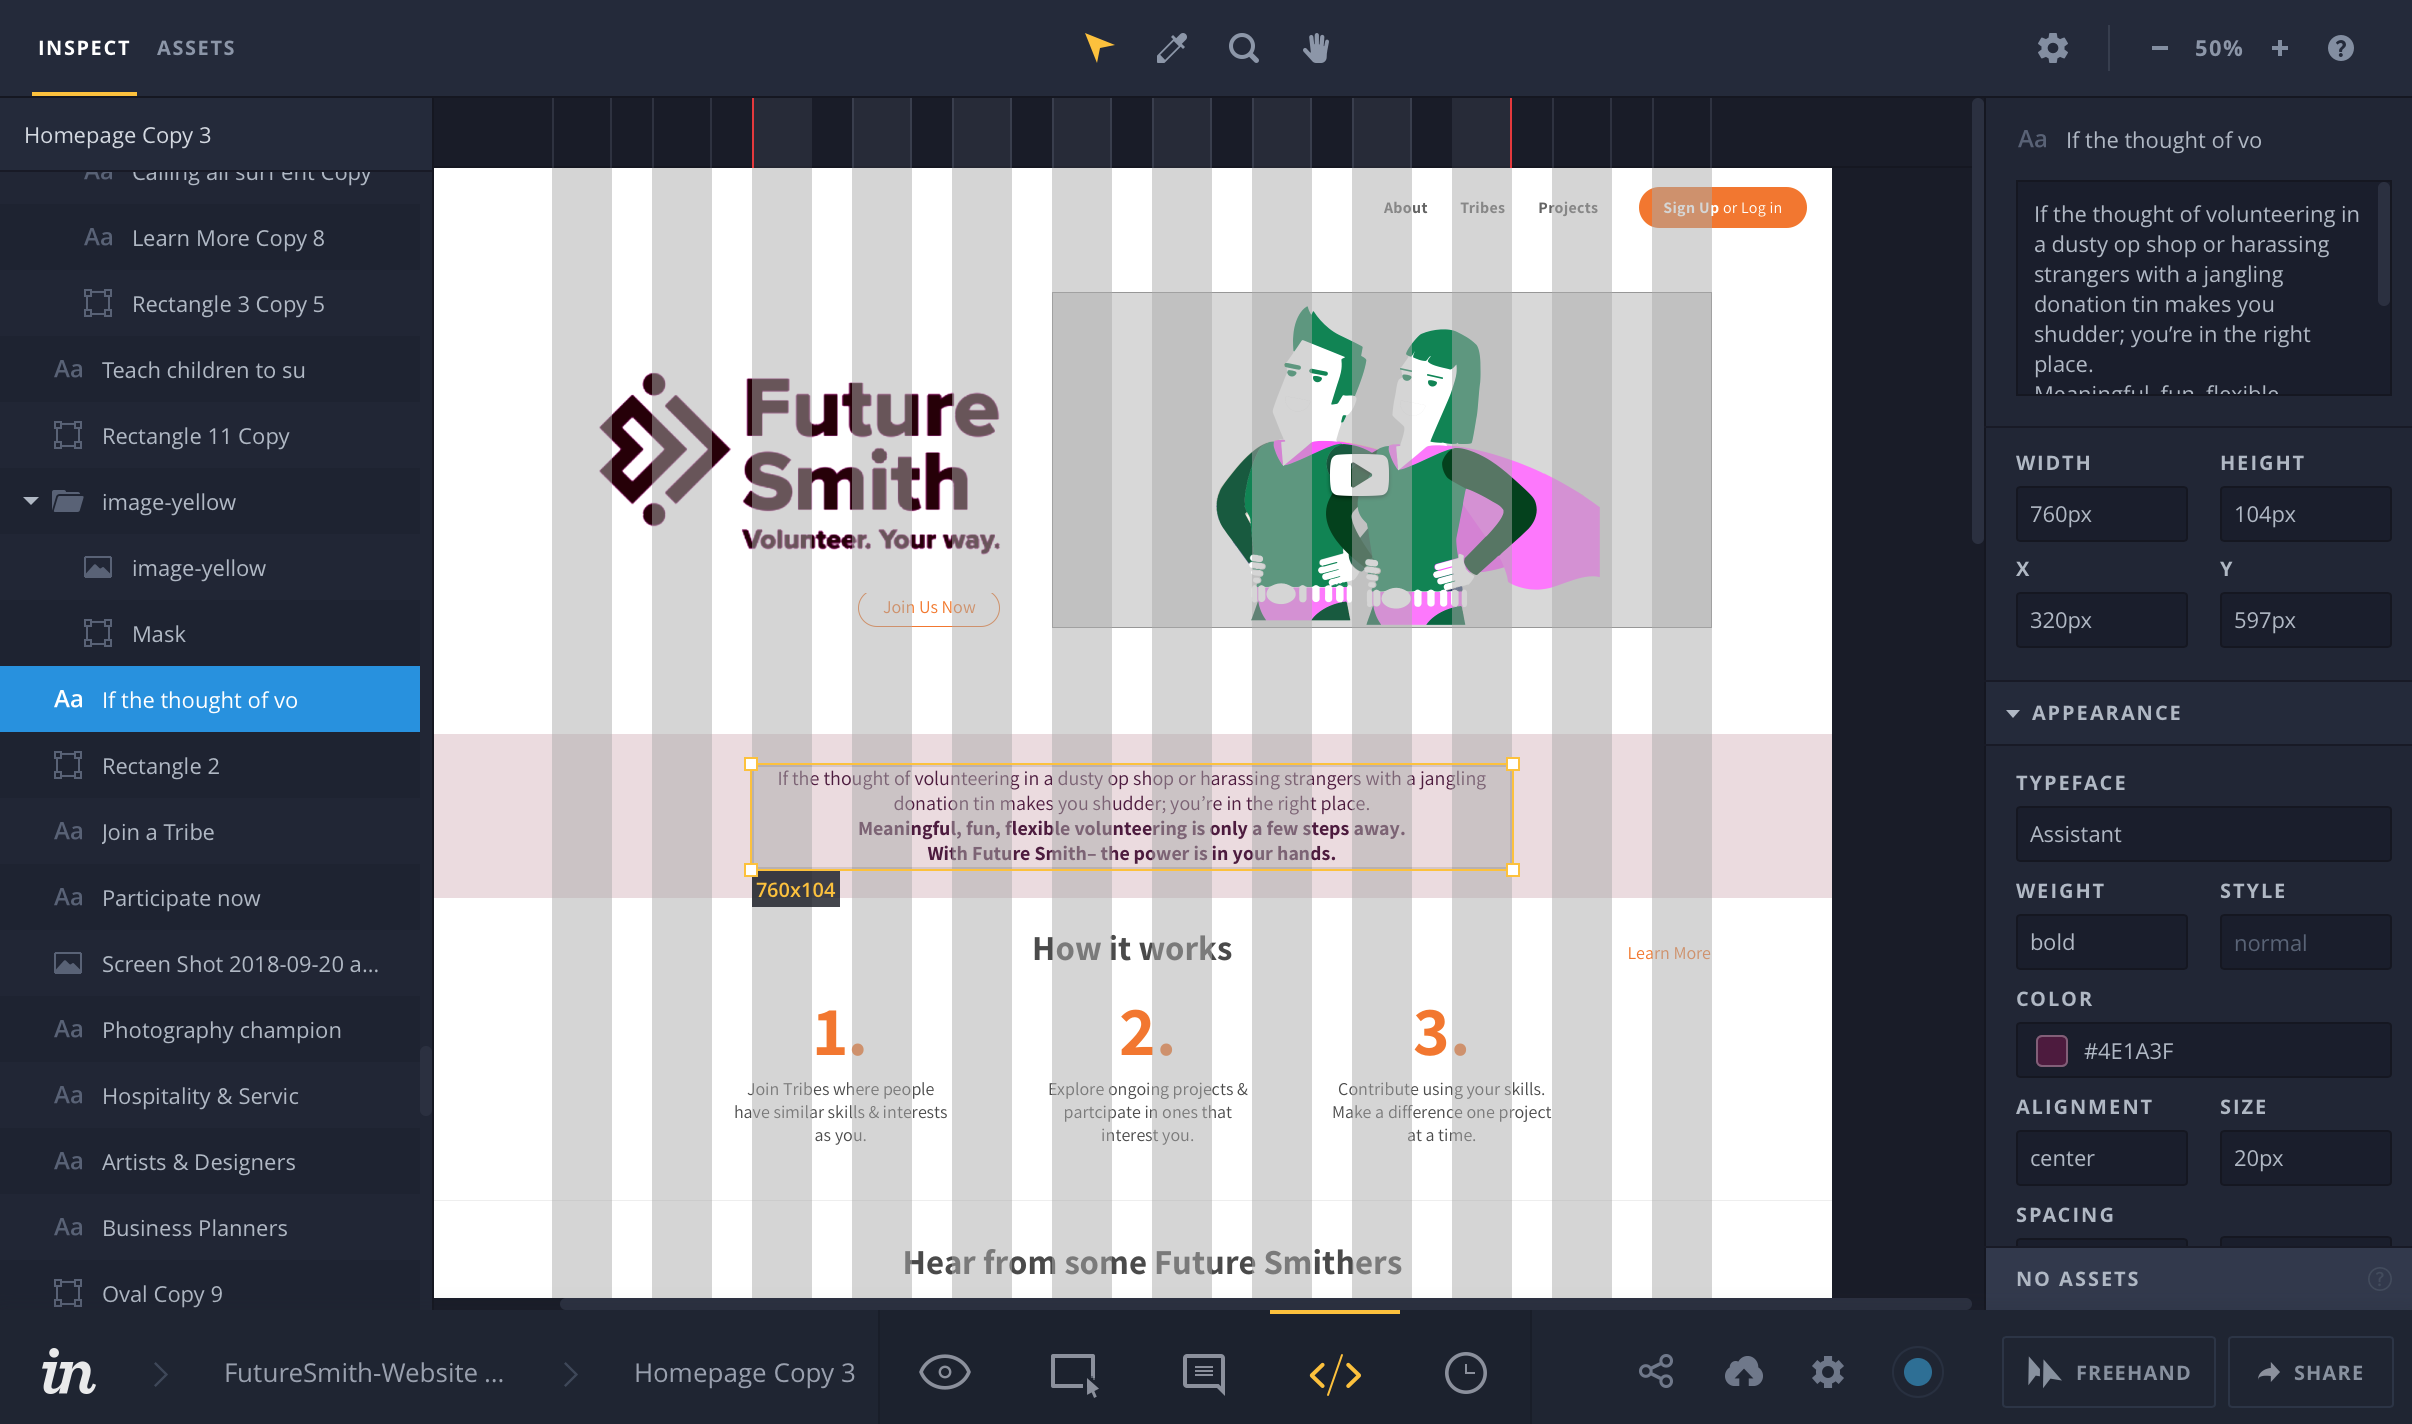 INSPECT ASSETS
50%
Homepage Copy 3
Calling all surf ent Copy
Aa Learn More Copy 8
Rectangle 3 Copy 5
Aa Teach children to su
Rectangle 11 Copy
image-yellow
image-yellow
Mask
Aa If the thought of vo
Rectangle 2
Aa Join a Tribe
Aa Participate now
Screen Shot 2018-09-20 a...
Aa Photography champion
Aa Hospitality & Servic
Aa Artists & Designers
Aa Business Planners
Oval Copy 9
About Tribes Projects Sign Up or Log in
Future
Smith
Volunteer. Your way.
Join Us Now
If the thought of volunteering in a dusty op shop or harassing strangers with a jangling
donation tin makes you shudder; you're in the right place.
Meaningful, fun, flexible volunteering is only a few steps away.
With Future Smith– the power is in your hands.
760x104
How it works
Learn More
1. 2. 3.
Join Tribes where people
have similar skills & interests
as you.
Explore ongoing projects &
partcipate in ones that
interest you.
Contribute using your skills.
Make a difference one project
at a time.
Hear from some Future Smithers
Aa If the thought of vo
If the thought of volunteering in
a dusty op shop or harassing
strangers with a jangling
donation tin makes you
shudder; you're in the right
place.
Meaningful, fun, flexible
WIDTH HEIGHT
760px 104px
X Y
320px 597px
APPEARANCE
TYPEFACE
Assistant
WEIGHT STYLE
bold normal
COLOR
#4E1A3F
ALIGNMENT SIZE
center 20px
SPACING
NO ASSETS
in FutureSmith-Website ... Homepage Copy 3
FREEHAND SHARE